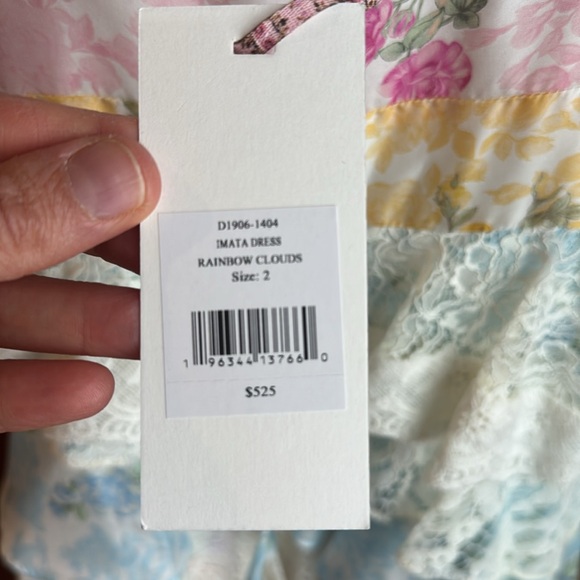 D1906-1404
IMATA DRESS
RAINBOW CLOUDS
Size: 2
1 96344 13766 0
$525